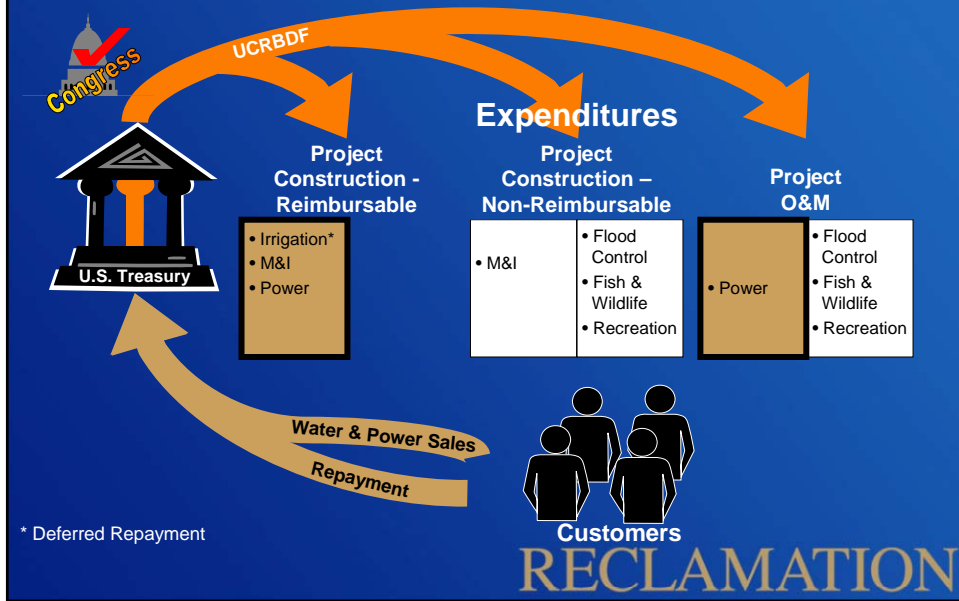 Congress
UCRBDF
Expenditures
Project
Construction -
Reimbursable
• Irrigation*
• M&I
• Power
Project
Construction –
Non-Reimbursable
• M&I
• Flood
Control
• Fish &
Wildlife
• Recreation
Project
O&M
• Power
• Flood
Control
• Fish &
Wildlife
• Recreation
U.S. Treasury
Water & Power Sales
Repayment
Customers
* Deferred Repayment
RECLAMATION